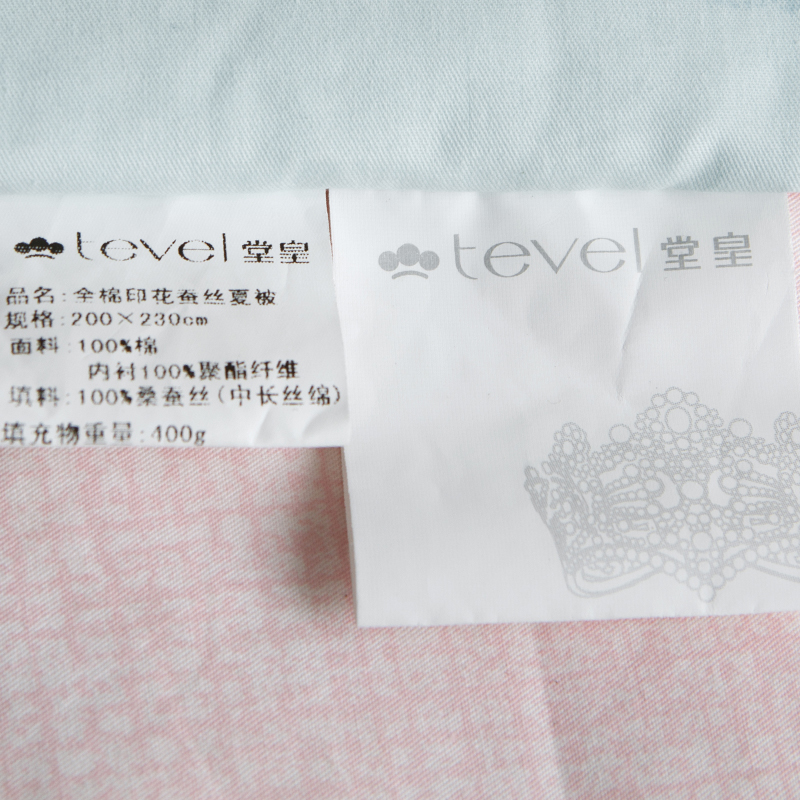 tevel 堂皇
品名:全棉印花蚕丝夏被
规格:200×230cm
面料:100%棉
内衬100%聚酯纤维
填料:100%桑蚕丝(中长丝绵)
填充物重量:400g
tevel 堂皇